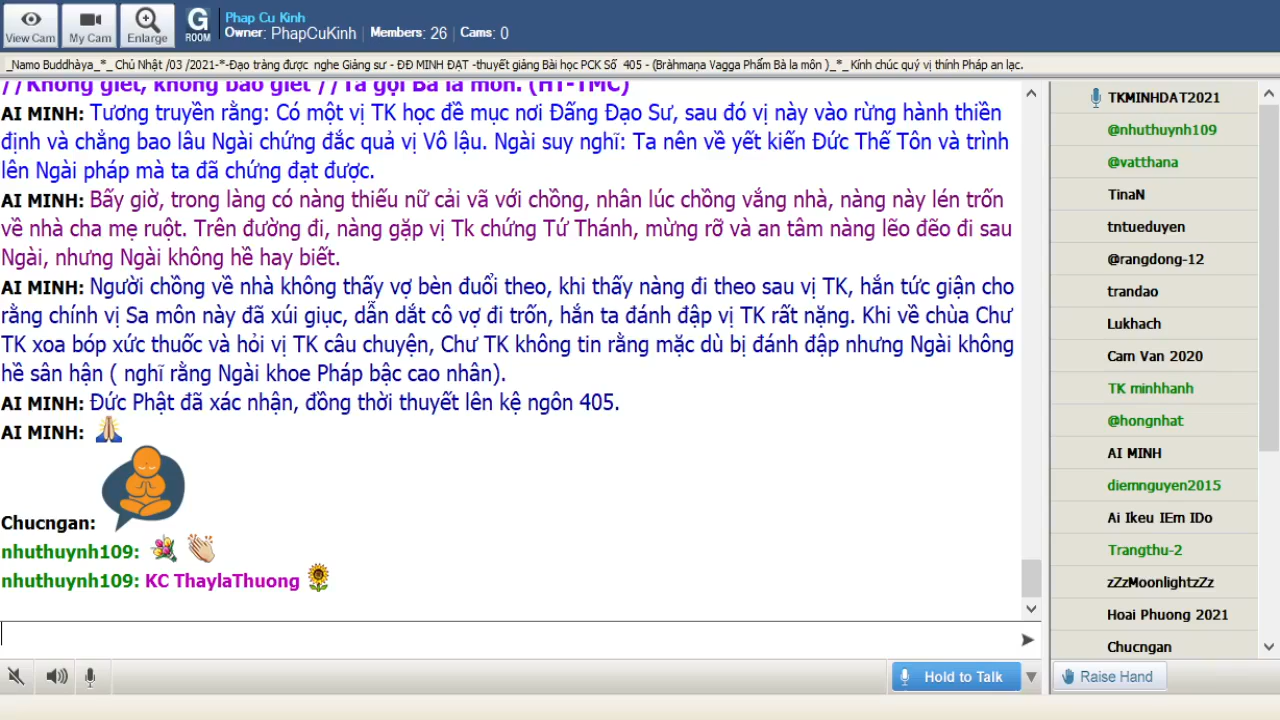 View Cam
My Cam
Enlarge
G
ROOM
Phap Cu Kinh
Owner: PhapCuKinh
Members: 26
Cams: 0
_Namo Buddhàya_*_ Chủ Nhật /03 /2021-*-Đạo tràng được nghe Giảng sư - ĐĐ MINH ĐẠT -thuyết giảng Bài học PCK Số 405 - (Bràhmaṇa Vagga Phẩm Bà la môn )_*_ Kính chúc quý vị thính Pháp an lạc.
//Không giết, không bảo giết //Ta gọi Bà la môn. (HT-TMC)
AI MINH: Tương truyền rằng: Có một vị TK học đề mục nơi Đấng Đạo Sư, sau đó vị này vào rừng hành thiền
định và chẳng bao lâu Ngài chứng đắc quả vị Vô lậu. Ngài suy nghĩ: Ta nên về yết kiến Đức Thế Tôn và trình
lên Ngài pháp mà ta đã chứng đạt được.
AI MINH: Bấy giờ, trong làng có nàng thiếu nữ cải vã với chồng, nhân lúc chồng vắng nhà, nàng này lén trốn
về nhà cha mẹ ruột. Trên đường đi, nàng gặp vị Tk chứng Tứ Thánh, mừng rỡ và an tâm nàng lẽo đẽo đi sau
Ngài, nhưng Ngài không hề hay biết.
AI MINH: Người chồng về nhà không thấy vợ bèn đuổi theo, khi thấy nàng đi theo sau vị TK, hắn tức giận cho
rằng chính vị Sa môn này đã xúi giục, dẫn dắt cô vợ đi trốn, hắn ta đánh đập vị TK rất nặng. Khi về chùa Chư
TK xoa bóp xức thuốc và hỏi vị TK câu chuyện, Chư TK không tin rằng mặc dù bị đánh đập nhưng Ngài không
hề sân hận ( nghĩ rằng Ngài khoe Pháp bậc cao nhân).
AI MINH: Đức Phật đã xác nhận, đồng thời thuyết lên kệ ngôn 405.
AI MINH:
Chucngan:
nhuthuynh109:
nhuthuynh109: KC ThaylaThuong
Hold to Talk
TKMINHDAT2021
@nhuthuynh109
@vatthana
TinaN
tntueduyen
@rangdong-12
trandao
Lukhach
Cam Van 2020
TK minhhanh
@hongnhat
AI MINH
diemnguyen2015
Ai Ikeu IEm IDo
Trangthu-2
zZzMoonlightzZz
Hoai Phuong 2021
Chucngan
Raise Hand